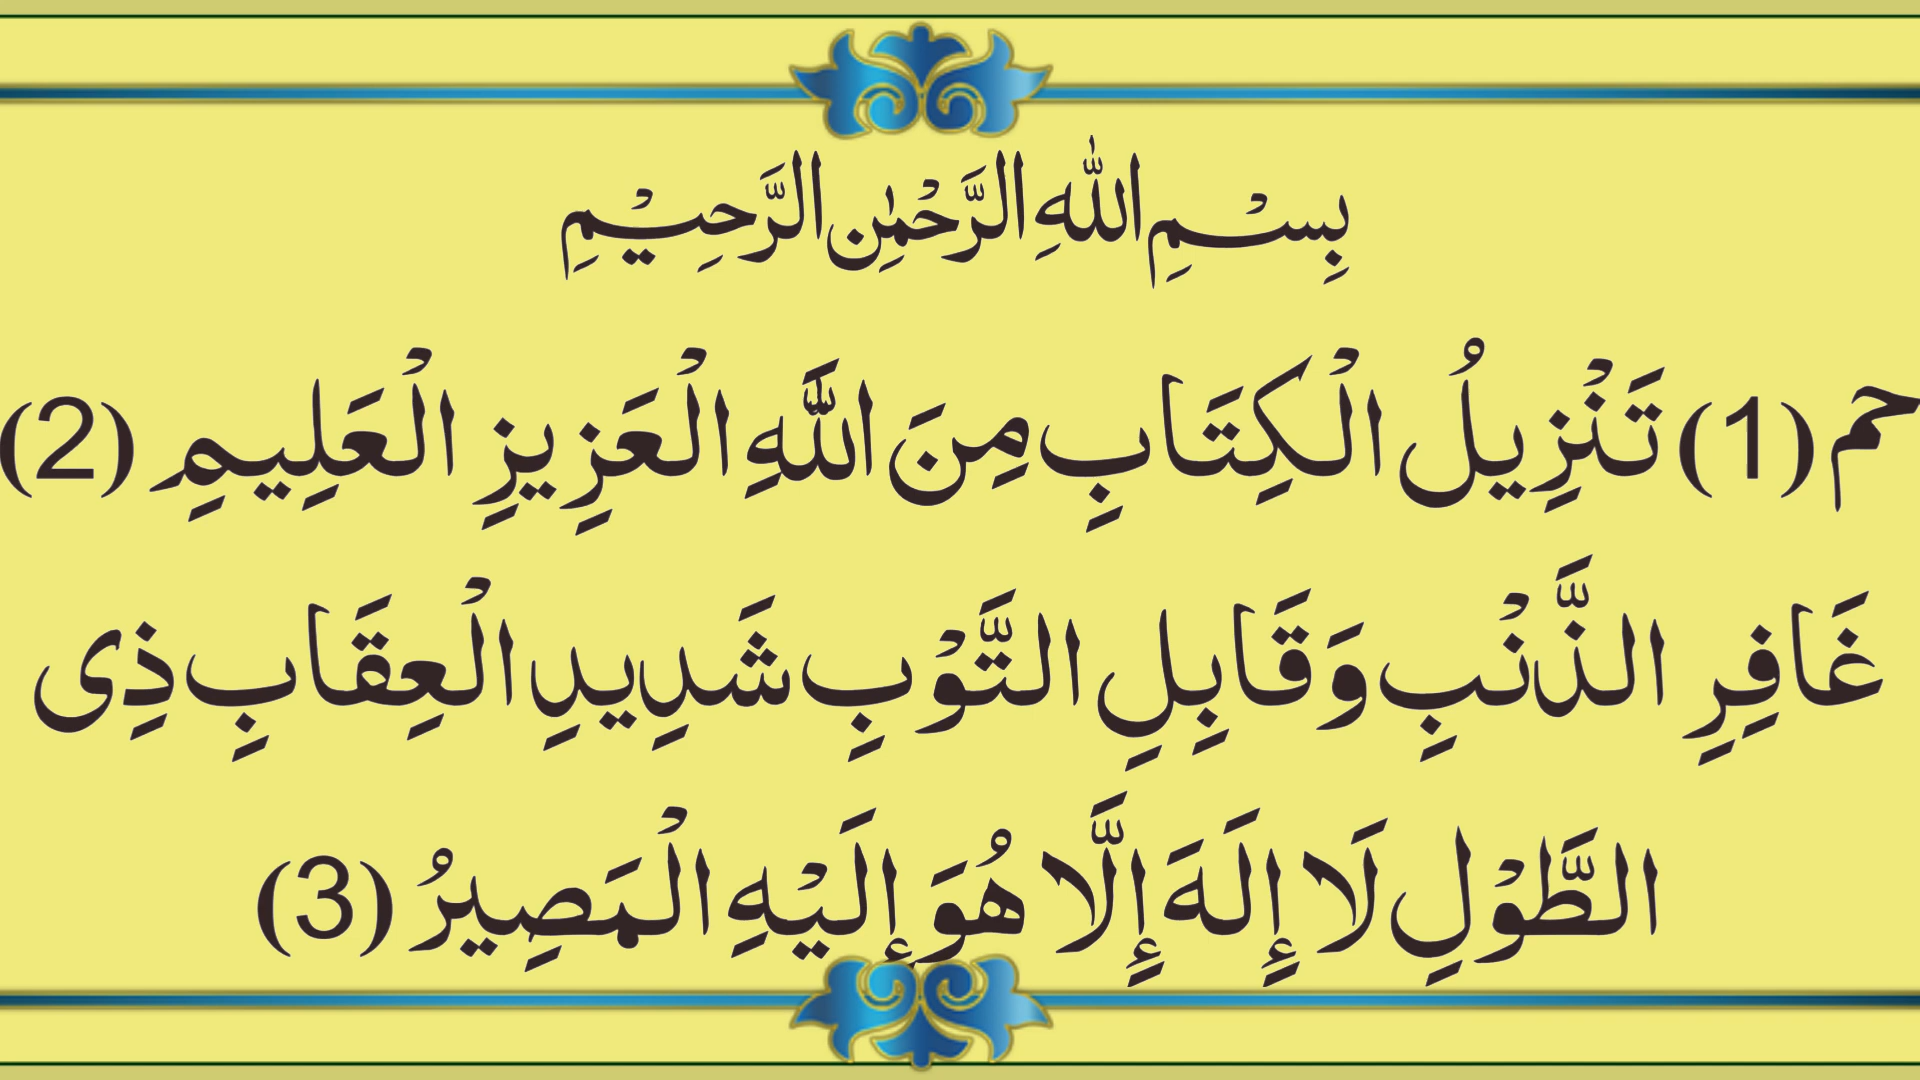 بِسْمِ اللّٰهِ الرَّحْمٰنِ الرَّحِيْمِ
حم (1) تَنْزِيلُ الْكِتَابِ مِنَ اللَّهِ الْعَزِيزِ الْعَلِيمِ (2)
غَافِرِ الذَّنْبِ وَقَابِلِ التَّوْبِ شَدِيدِ الْعِقَابِ ذِى
الطَّوْلِ لَا إِلَهَ إِلَّا هُوَ إِلَيْهِ الْمَصِيرُ (3)